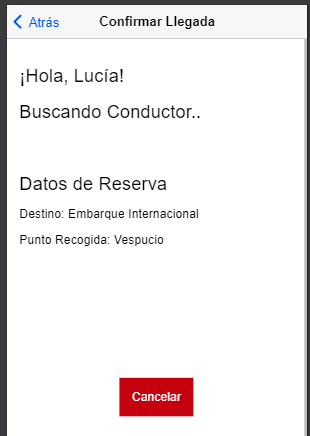 Atrás
Confirmar Llegada
¡Hola, Lucía!
Buscando Conductor..
Datos de Reserva
Destino: Embarque Internacional
Punto Recogida: Vespucio
Cancelar